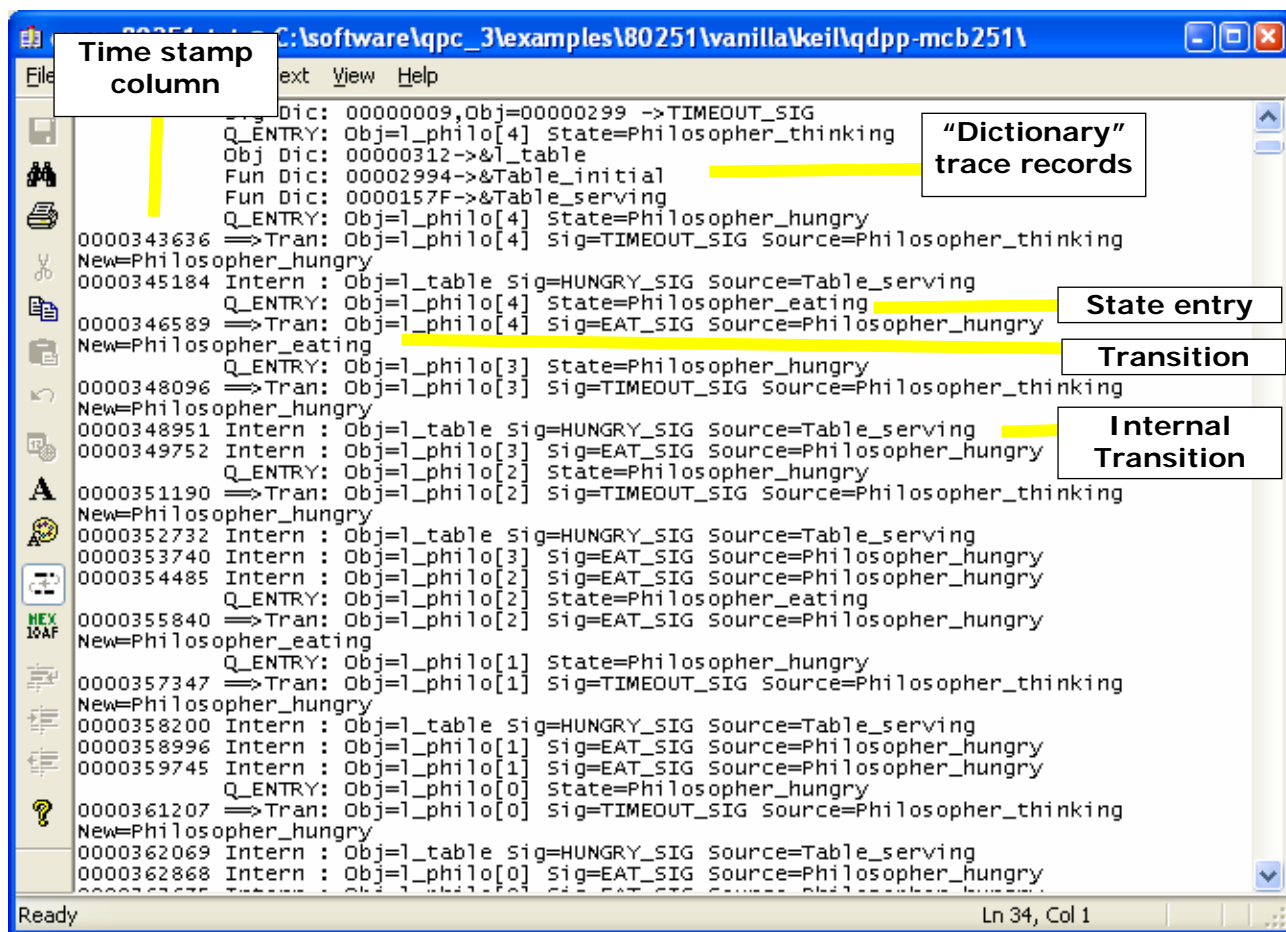 C:\software\qpc_3\examples\80251\vanilla\keil\qdpp-mcb251\
Time stamp
column
File
ext View Help
Dic: 00000009,Obj=00000299 ->TIMEOUT_SIG
Q_ENTRY: Obj=l_philo[4] State=Philosopher_thinking
Obj Dic: 00000312->&l_table
Fun Dic: 00002994->&Table_initial
Fun Dic: 0000157F->&Table_serving
Q_ENTRY: Obj=l_philo[4] State=Philosopher_hungry
0000343636 ==>Tran: Obj=l_philo[4] Sig=TIMEOUT_SIG Source=Philosopher_thinking
New=Philosopher_hungry
0000345184 Intern : Obj=l_table Sig=HUNGRY_SIG Source=Table_serving
Q_ENTRY: Obj=l_philo[4] State=Philosopher_eating
0000346589 ==>Tran: Obj=l_philo[4] Sig=EAT_SIG Source=Philosopher_hungry
New=Philosopher_eating
Q_ENTRY: Obj=l_philo[3] State=Philosopher_hungry
0000348096 ==>Tran: Obj=l_philo[3] Sig=TIMEOUT_SIG Source=Philosopher_thinking
New=Philosopher_hungry
0000348951 Intern : Obj=l_table Sig=HUNGRY_SIG Source=Table_serving
0000349752 Intern : Obj=l_philo[3] Sig=EAT_SIG Source=Philosopher_hungry
Q_ENTRY: Obj=l_philo[2] State=Philosopher_hungry
0000351190 ==>Tran: Obj=l_philo[2] Sig=TIMEOUT_SIG Source=Philosopher_thinking
New=Philosopher_hungry
0000352732 Intern : Obj=l_table Sig=HUNGRY_SIG Source=Table_serving
0000353740 Intern : Obj=l_philo[3] Sig=EAT_SIG Source=Philosopher_hungry
0000354485 Intern : Obj=l_philo[2] Sig=EAT_SIG Source=Philosopher_hungry
Q_ENTRY: Obj=l_philo[2] State=Philosopher_eating
0000355840 ==>Tran: Obj=l_philo[2] Sig=EAT_SIG Source=Philosopher_hungry
New=Philosopher_eating
Q_ENTRY: Obj=l_philo[1] State=Philosopher_hungry
0000357347 ==>Tran: Obj=l_philo[1] Sig=TIMEOUT_SIG Source=Philosopher_thinking
New=Philosopher_hungry
0000358200 Intern : Obj=l_table Sig=HUNGRY_SIG Source=Table_serving
0000358996 Intern : Obj=l_philo[1] Sig=EAT_SIG Source=Philosopher_hungry
0000359745 Intern : Obj=l_philo[1] Sig=EAT_SIG Source=Philosopher_hungry
Q_ENTRY: Obj=l_philo[0] State=Philosopher_hungry
0000361207 ==>Tran: Obj=l_philo[0] Sig=TIMEOUT_SIG Source=Philosopher_thinking
New=Philosopher_hungry
0000362069 Intern : Obj=l_table Sig=HUNGRY_SIG Source=Table_serving
0000362868 Intern : Obj=l_philo[0] Sig=EAT_SIG Source=Philosopher_hungry
"Dictionary"
trace records
State entry
Transition
Internal
Transition
HEX
10AF
Ready
Ln 34, Col 1